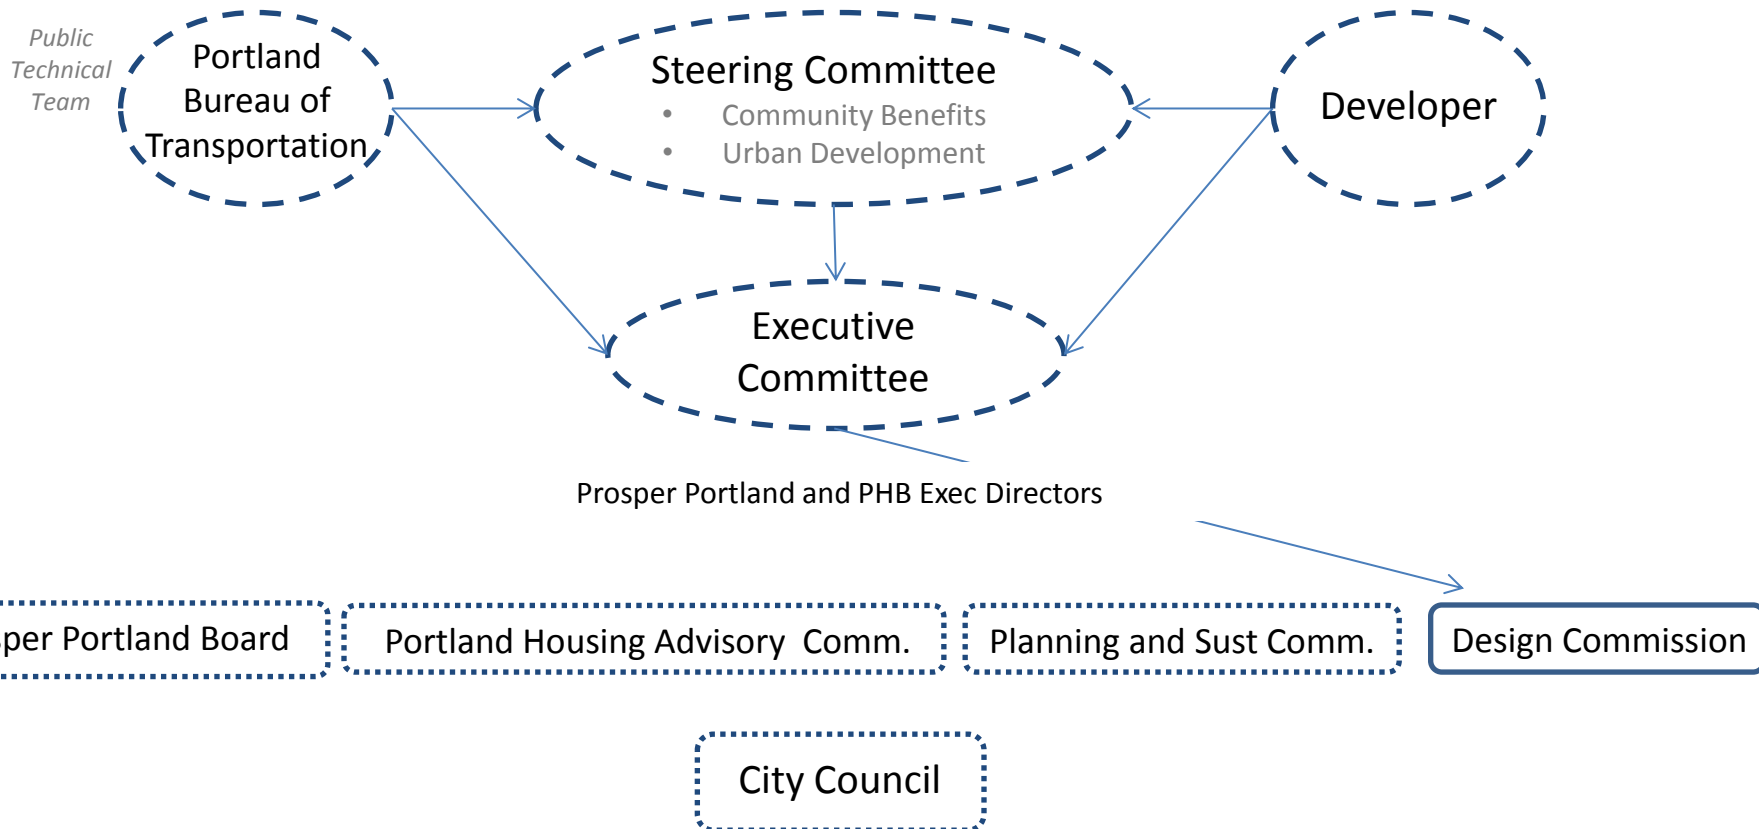 Public
Technical
Team
Portland
Bureau of
Transportation
Steering Committee
• Community Benefits
• Urban Development
Developer
Executive
Committee
Prosper Portland and PHB Exec Directors
sper Portland Board
Portland Housing Advisory Comm.
Planning and Sust Comm.
Design Commission
City Council